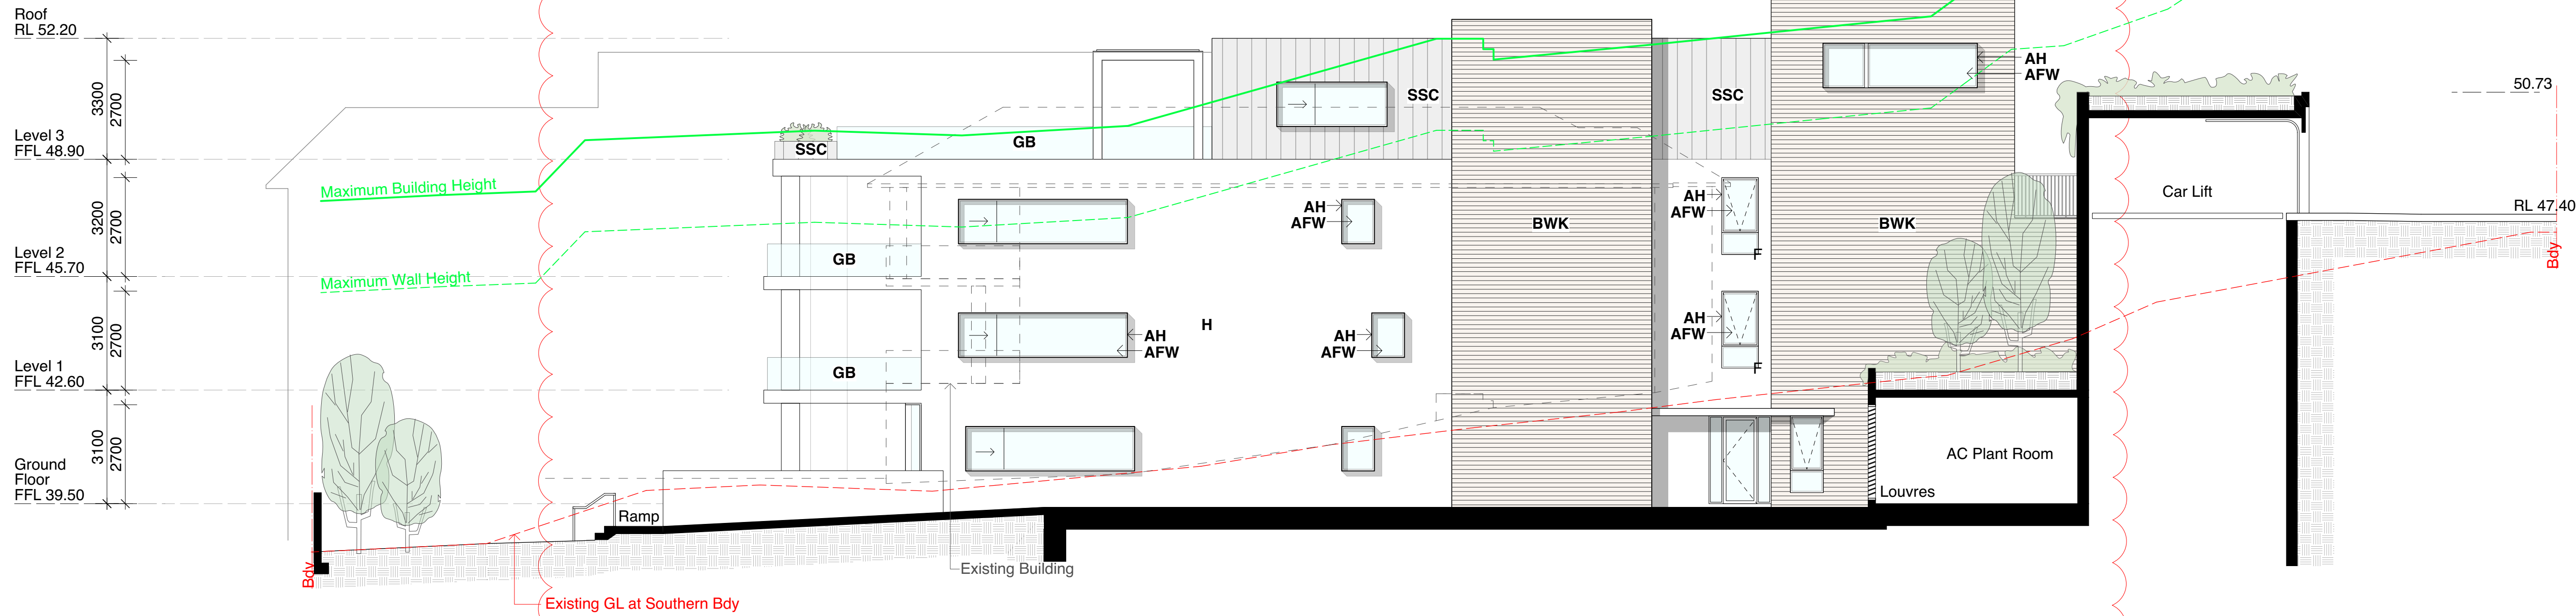 Roof
RL 52.20
3300
2700
Level 3
FFL 48.90
3200
2700
Level 2
FFL 45.70
3100
2700
Level 1
FFL 42.60
3100
2700
Ground
Floor
FFL 39.50
Maximum Building Height
Maximum Wall Height
SSC
GB
GB
GB
SSC
SSC
AH
AFW
AH
AFW
AH
AFW
H
AH
AFW
AH
AFW
AH
AFW
F
F
BWK
BWK
50.73
RL 47.40
Car Lift
AC Plant Room
Louvres
Ramp
Existing Building
Existing GL at Southern Bdy
Bdy
Bdy